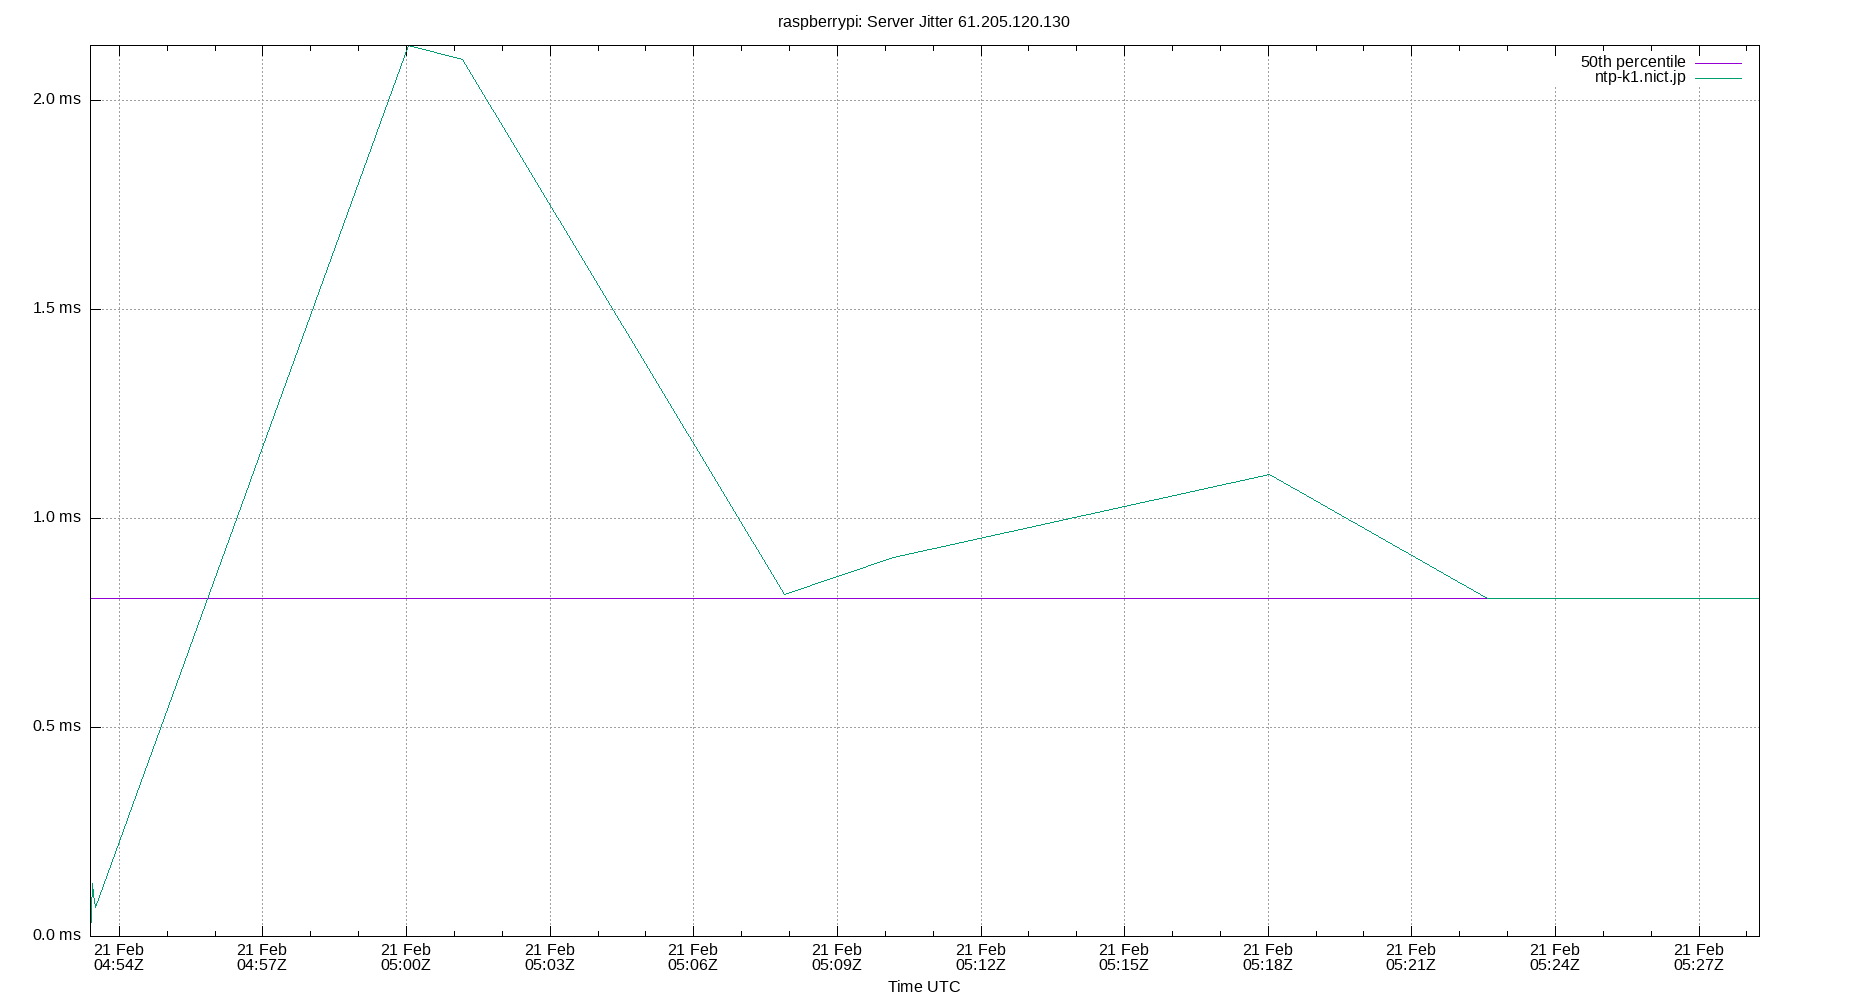 raspberrypi: Server Jitter 61.205.120.130
50th percentile
ntp-k1.nict.jp
2.0 ms
1.5 ms
1.0 ms
0.5 ms
0.0 ms
21 Feb 21 Feb 21 Feb 21 Feb 21 Feb 21 Feb 21 Feb 21 Feb 21 Feb 21 Feb 21 Feb 21 Feb
04:54Z 04:57Z 05:00Z 05:03Z 05:06Z 05:09Z 05:12Z 05:15Z 05:18Z 05:21Z 05:24Z 05:27Z
Time UTC